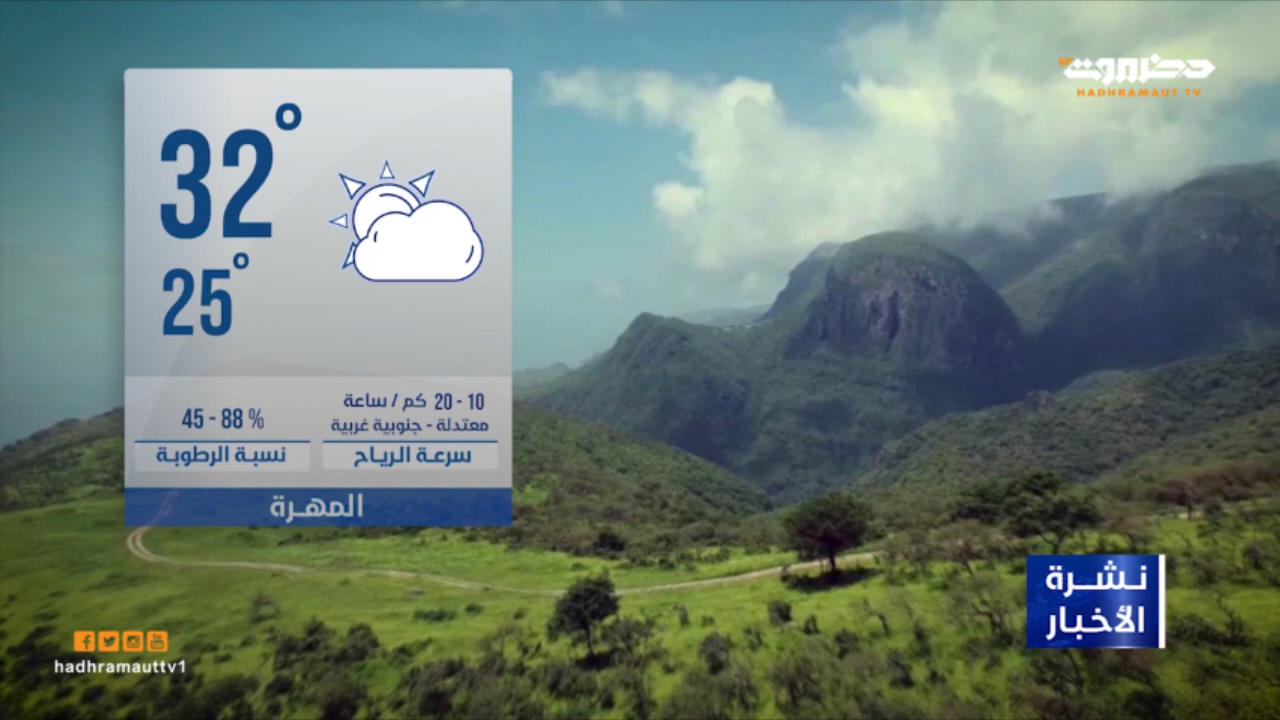 حضرموت
HADHRAMAUT TV
32°
25°
10 - 20 كم / ساعة
معتدلة - جنوبية غربية
سرعة الرياح
45 - 88 %
نسبة الرطوبة
المهرة
نشرة
الأخبار
hadhramauttv1